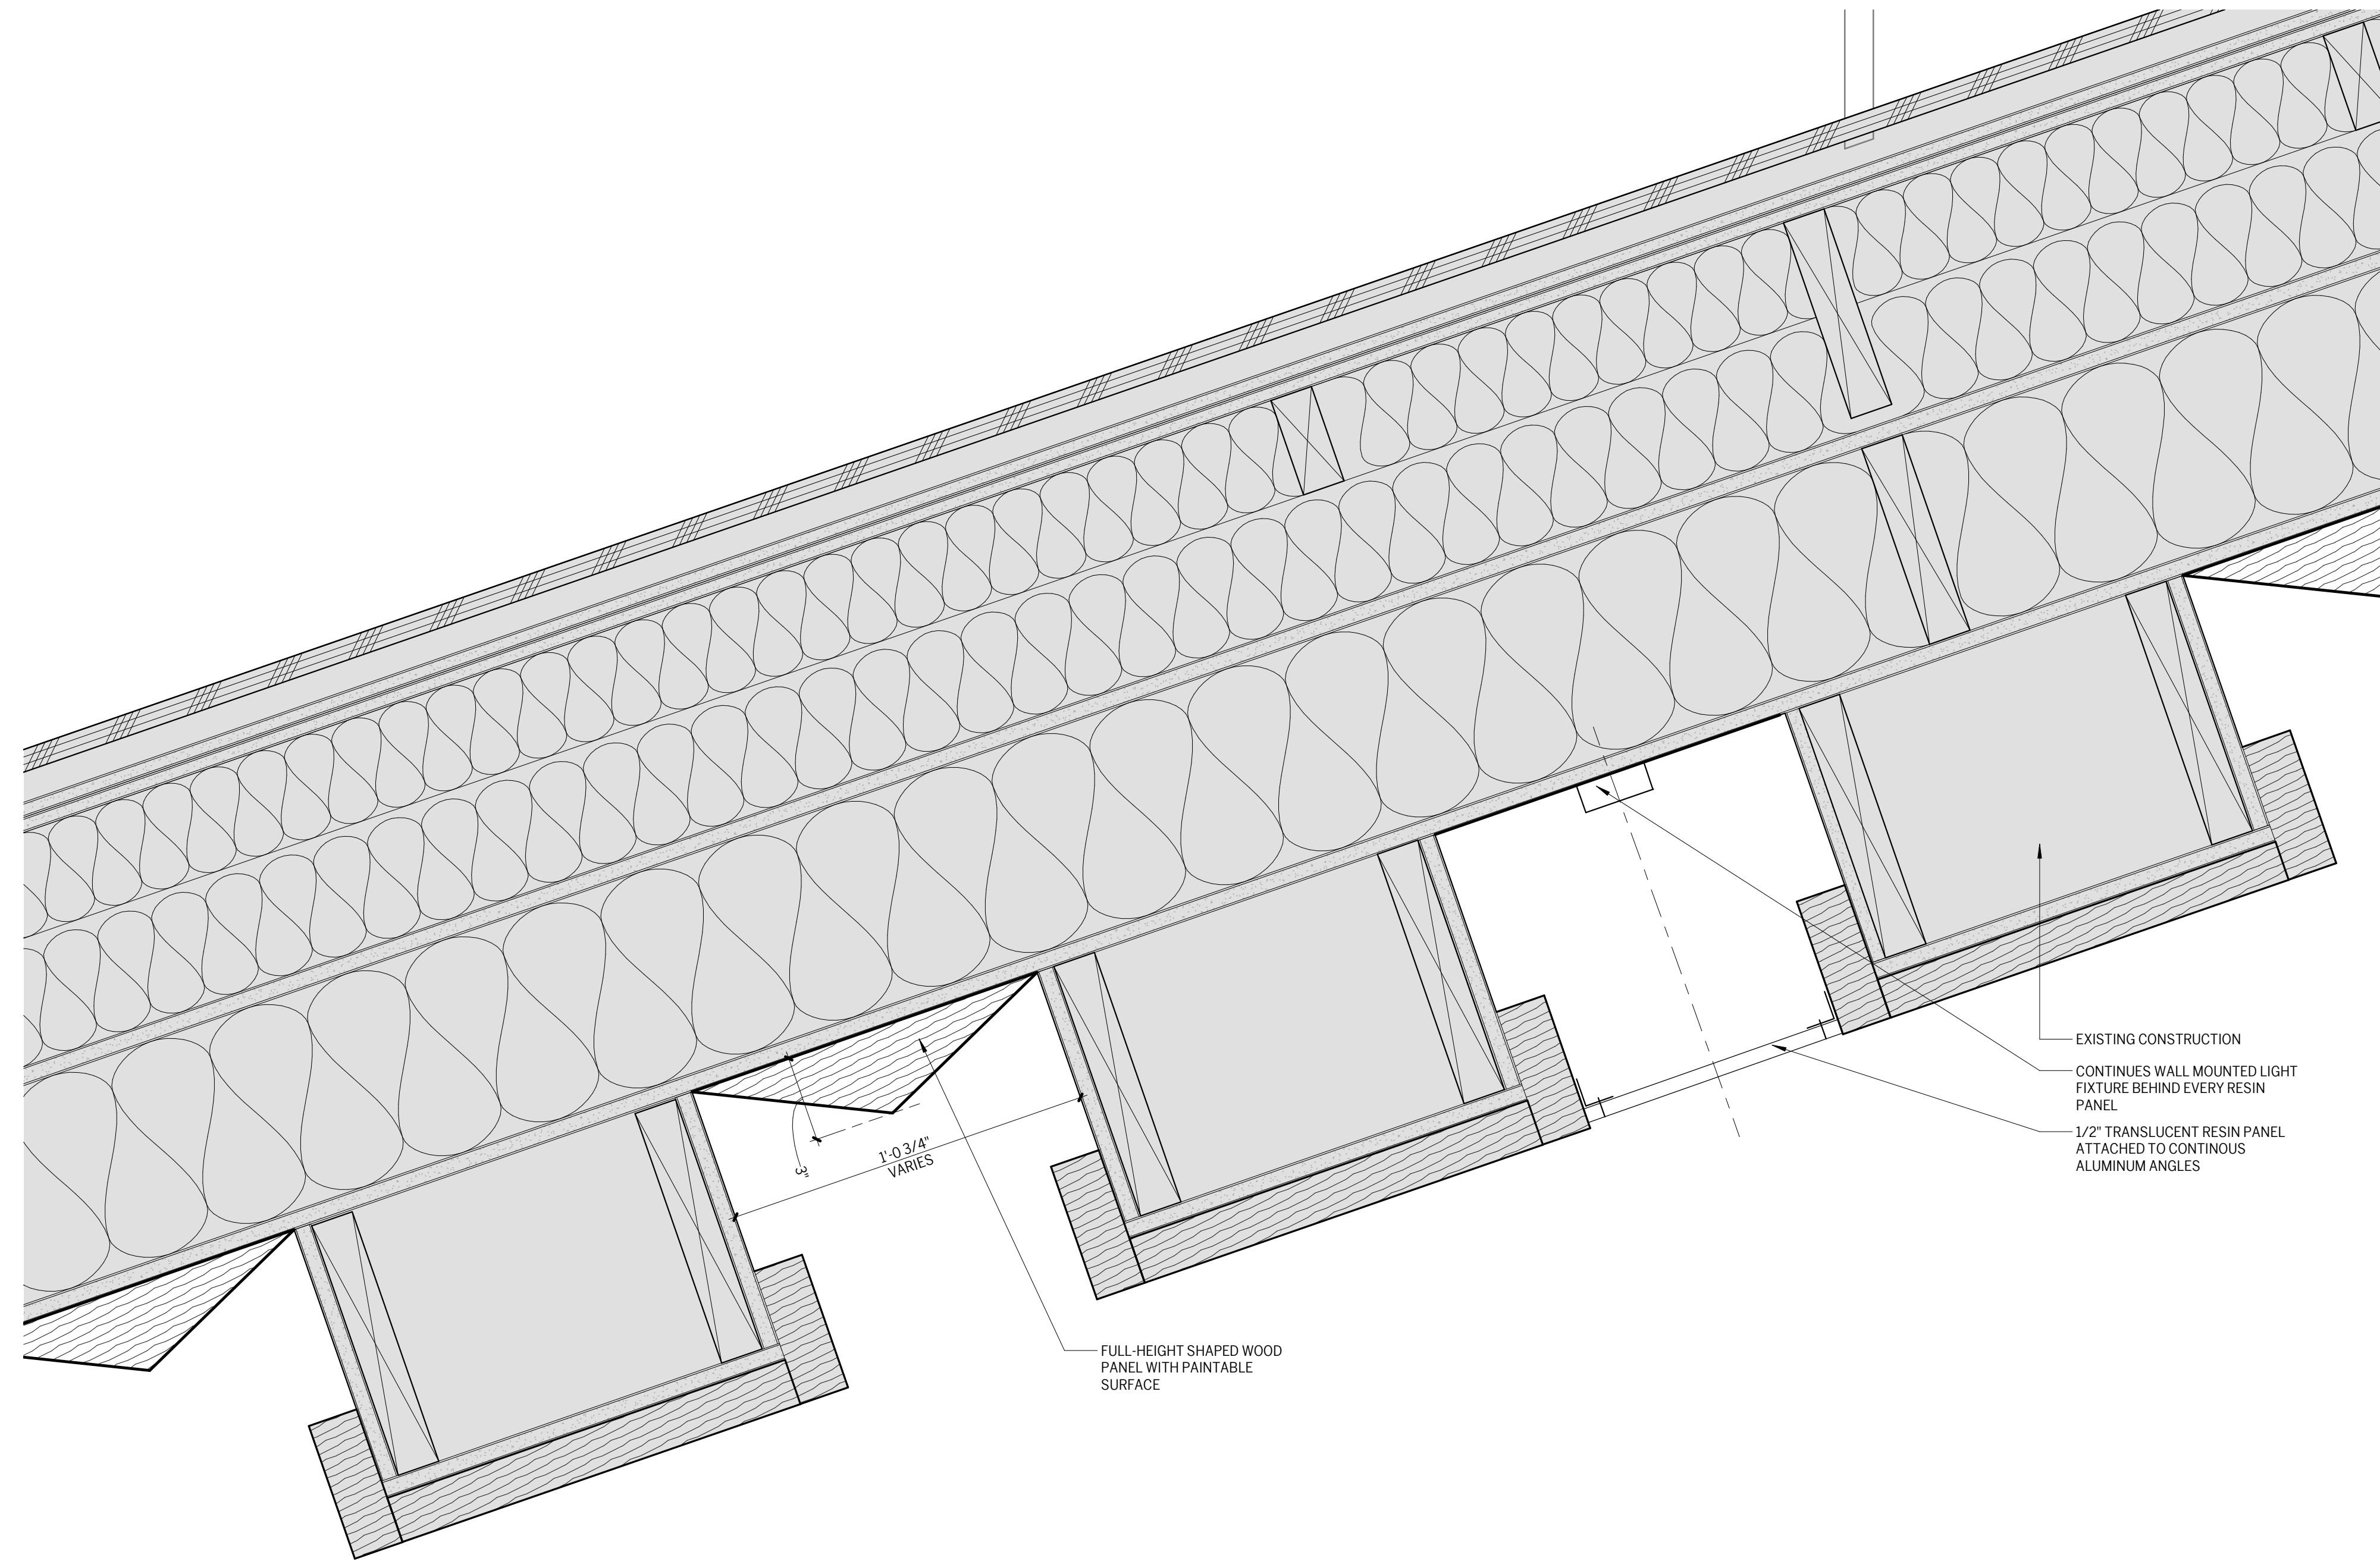 EXISTING CONSTRUCTION
CONTINUES WALL MOUNTED LIGHT
FIXTURE BEHIND EVERY RESIN
PANEL
1/2" TRANSLUCENT RESIN PANEL
ATTACHED TO CONTINOUS
ALUMINUM ANGLES
1'-0 3/4"
VARIES
3"
FULL-HEIGHT SHAPED WOOD
PANEL WITH PAINTABLE
SURFACE